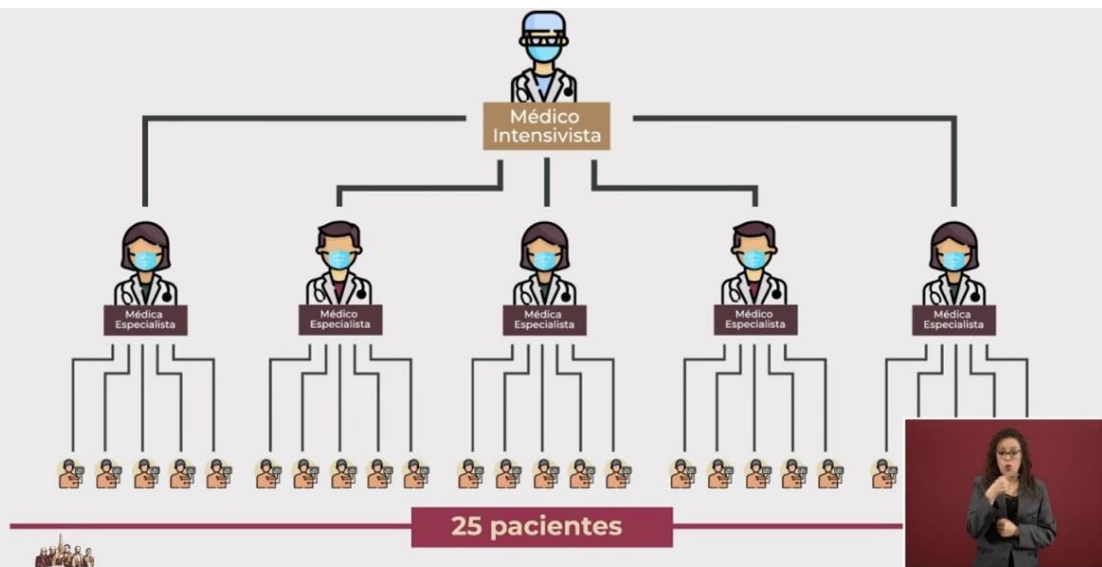 Médico
Intensivista
Médica
Especialista
Médico
Especialista
Médica
Especialista
Médico
Especialista
Médica
Especialista
25 pacientes